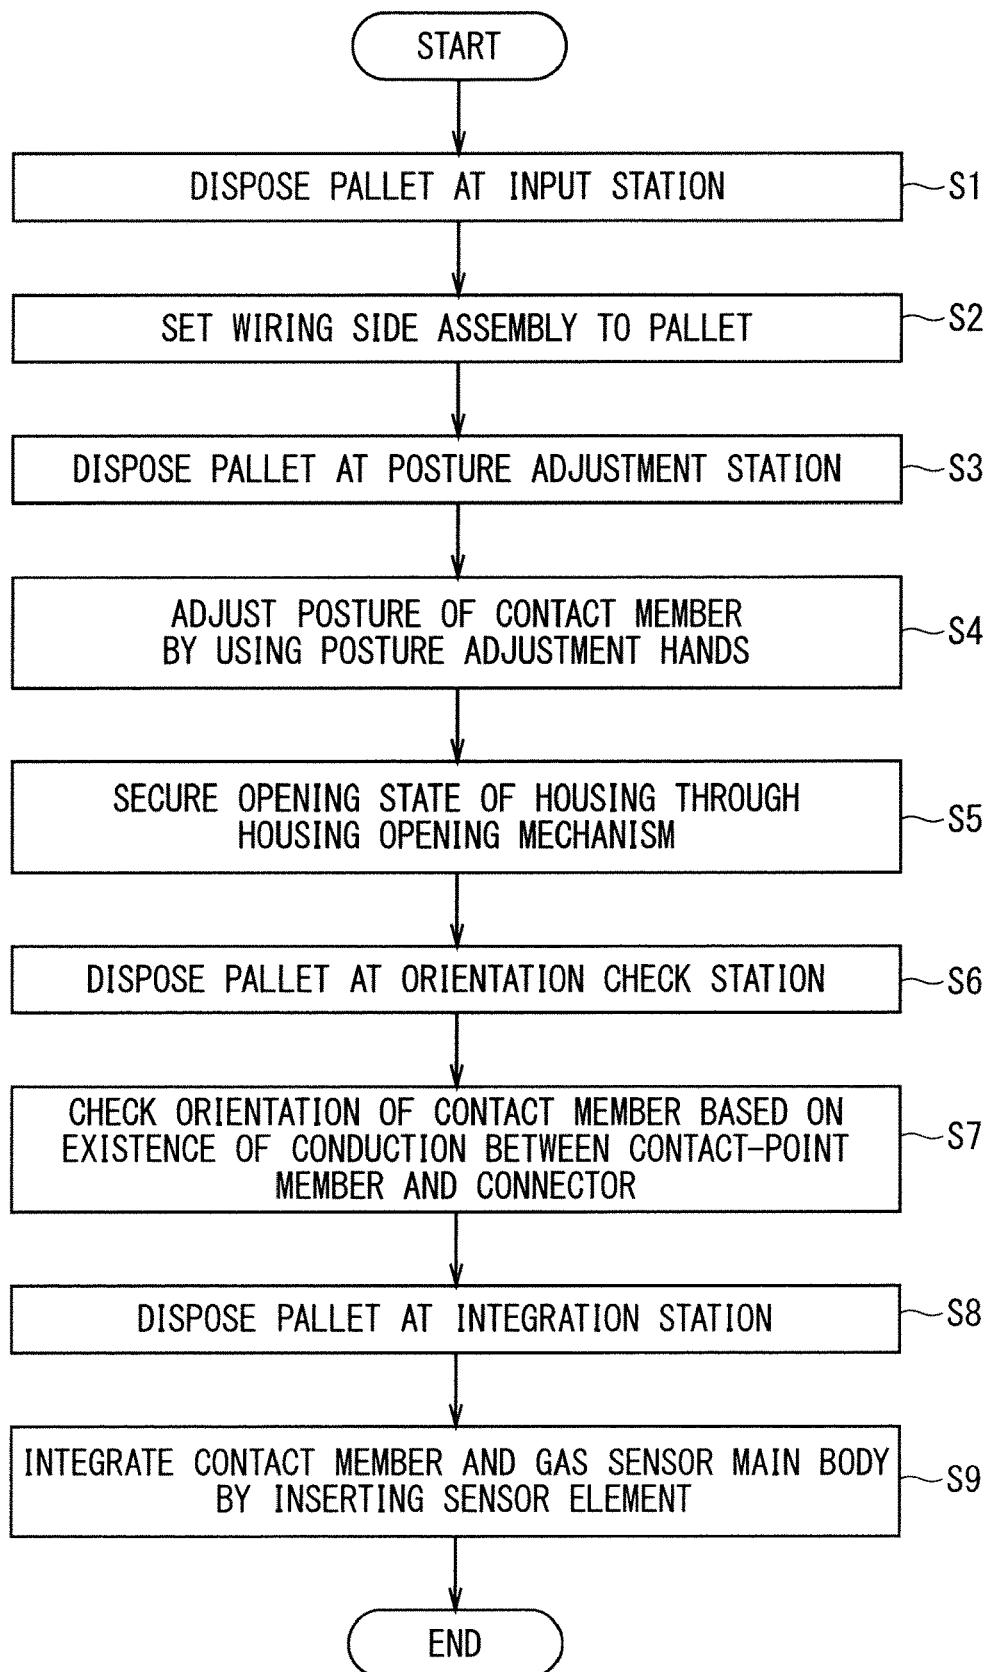 START
DISPOSE PALLET AT INPUT STATION
S1
SET WIRING SIDE ASSEMBLY TO PALLET
S2
DISPOSE PALLET AT POSTURE ADJUSTMENT STATION
S3
ADJUST POSTURE OF CONTACT MEMBER
BY USING POSTURE ADJUSTMENT HANDS
S4
SECURE OPENING STATE OF HOUSING THROUGH
HOUSING OPENING MECHANISM
S5
DISPOSE PALLET AT ORIENTATION CHECK STATION
S6
CHECK ORIENTATION OF CONTACT MEMBER BASED ON
EXISTENCE OF CONDUCTION BETWEEN CONTACT-POINT
MEMBER AND CONNECTOR
S7
DISPOSE PALLET AT INTEGRATION STATION
S8
INTEGRATE CONTACT MEMBER AND GAS SENSOR MAIN BODY
BY INSERTING SENSOR ELEMENT
S9
END